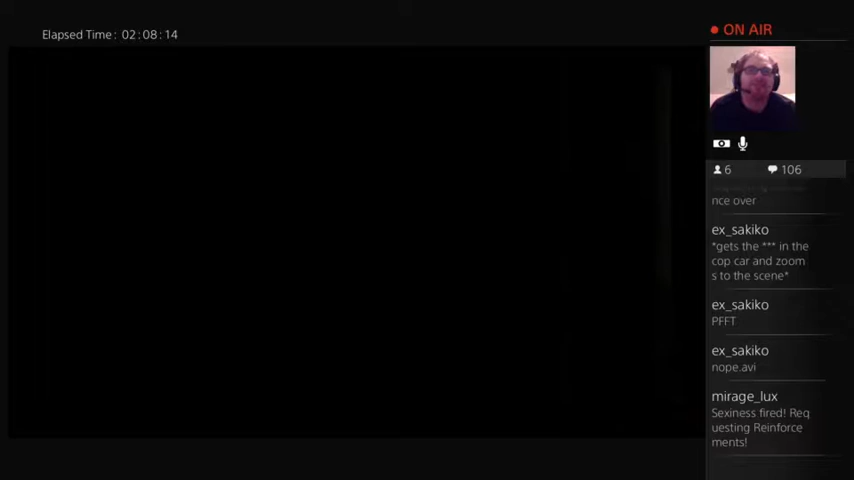 Elapsed Time: 02:08:14
ON AIR
6 106
nce over
ex_sakiko
*gets the *** in the
cop car and zoom
s to the scene*
ex_sakiko
PFFT
ex_sakiko
nope.avi
mirage_lux
Sexiness fired! Req
uesting Reinforce
ments!